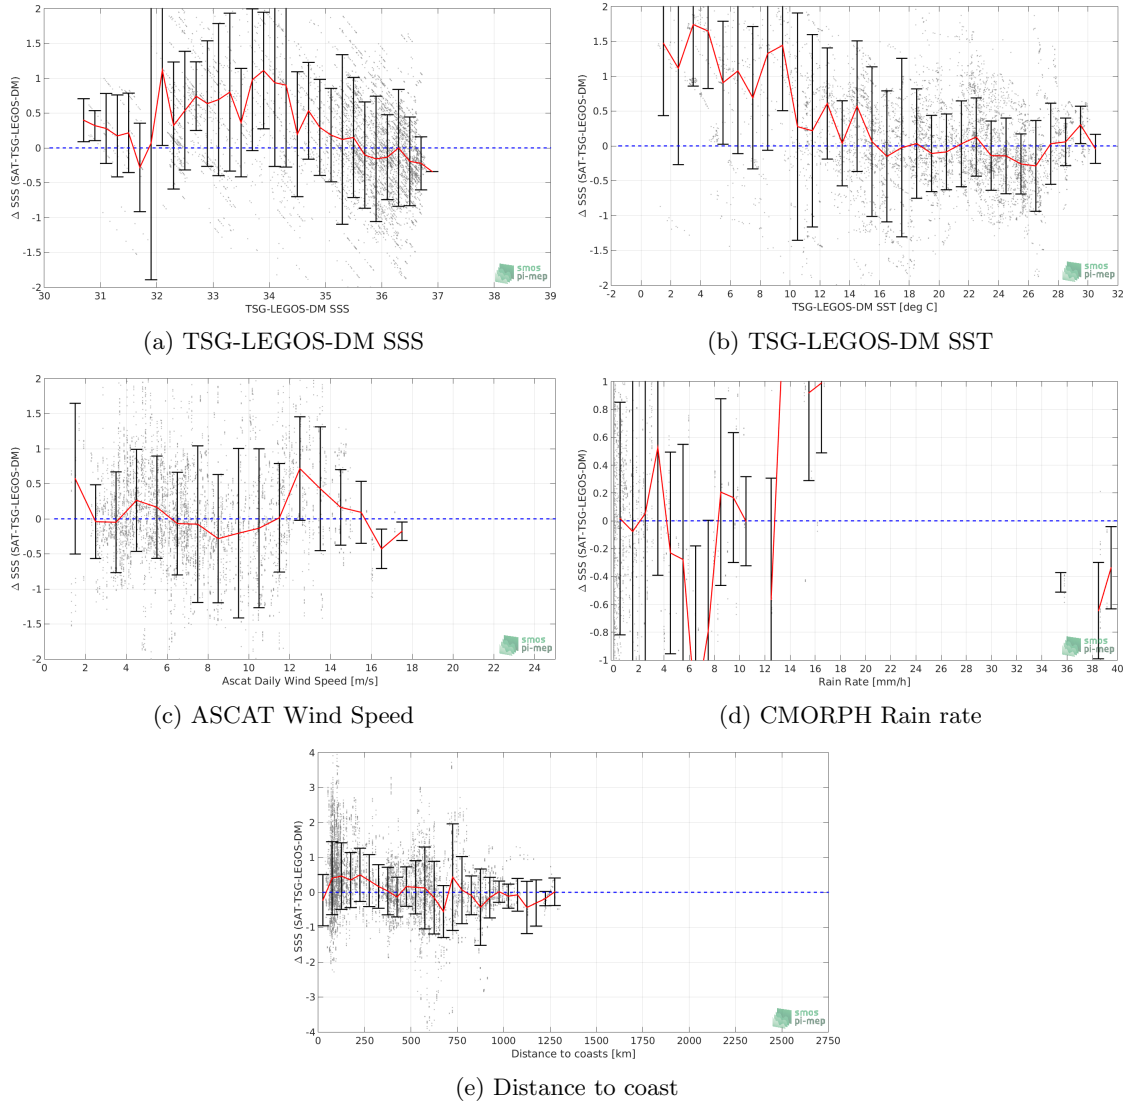 2
1.5
1
0.5
0
-0.5
-1
-1.5
-2
Δ SSS (SAT-TSG-LEGOS-DM)
30 31 32 33 34 35 36 37 38 39
TSG-LEGOS-DM SSS
smos
pi-mep
(a) TSG-LEGOS-DM SSS
2
1.5
1
0.5
0
-0.5
-1
-1.5
-2
Δ SSS (SAT-TSG-LEGOS-DM)
-2 0 2 4 6 8 10 12 14 16 18 20 22 24 26 28 30 32
TSG-LEGOS-DM SST [deg C]
smos
pi-mep
(b) TSG-LEGOS-DM SST
2
1.5
1
0.5
0
-0.5
-1
-1.5
-2
Δ SSS (SAT-TSG-LEGOS-DM)
2 4 6 8 10 12 14 16 18 20 22 24
Ascat Daily Wind Speed [m/s]
smos
pi-mep
(c) ASCAT Wind Speed
1
0.8
0.6
0.4
0.2
0
-0.2
-0.4
-0.6
-0.8
-1
Δ SSS (SAT-TSG-LEGOS-DM)
0 2 4 6 8 10 12 14 16 18 20 22 24 26 28 30 32 34 36 38 40
Rain Rate [mm/h]
smos
pi-mep
(d) CMORPH Rain rate
4
3
2
1
0
-1
-2
-3
-4
Δ SSS (SAT-TSG-LEGOS-DM)
0 250 500 750 1000 1250 1500 1750 2000 2250 2500 2750
Distance to coasts [km]
smos
pi-mep
(e) Distance to coast